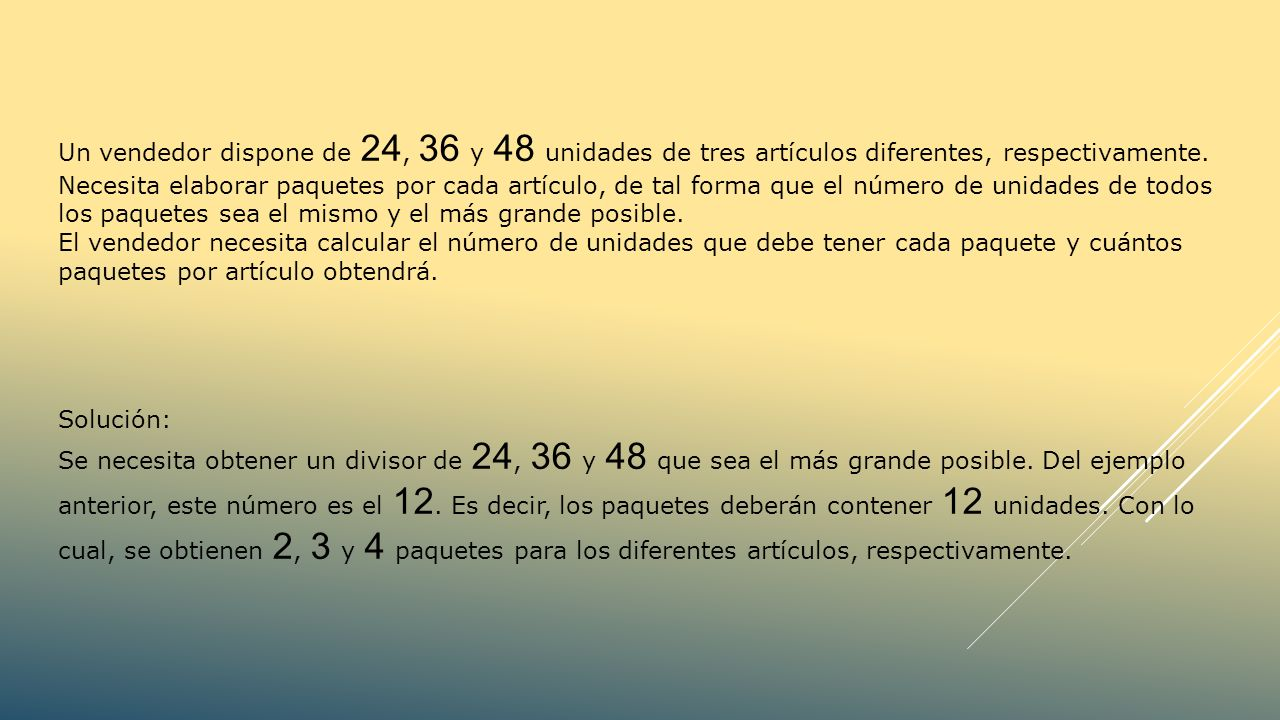 Un vendedor dispone de 24, 36 y 48 unidades de tres artículos diferentes, respectivamente.
Necesita elaborar paquetes por cada artículo, de tal forma que el número de unidades de todos
los paquetes sea el mismo y el más grande posible.
El vendedor necesita calcular el número de unidades que debe tener cada paquete y cuántos
paquetes por artículo obtendrá.
Solución:
Se necesita obtener un divisor de 24, 36 y 48 que sea el más grande posible. Del ejemplo
anterior, este número es el 12. Es decir, los paquetes deberán contener 12 unidades. Con lo
cual, se obtienen 2, 3 y 4 paquetes para los diferentes artículos, respectivamente.